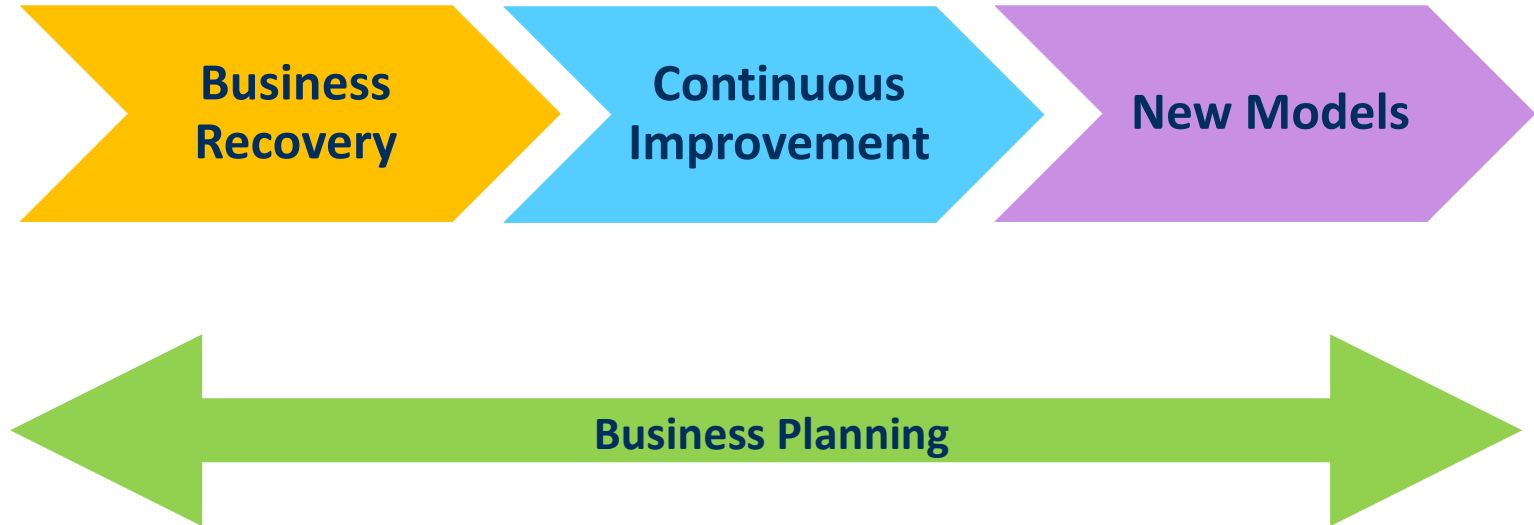 Business
Recovery
Continuous
Improvement
New Models
Business Planning